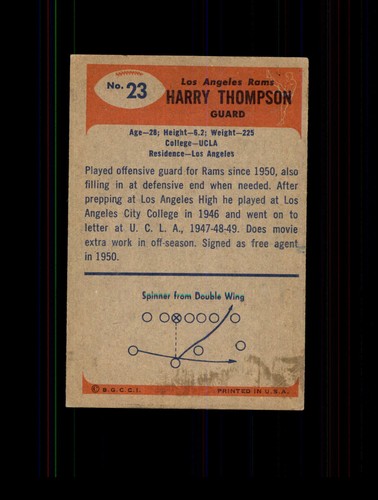 No. 23
Los Angeles Rams
HARRY THOMPSON
GUARD
Age—28; Height—6.2; Weight—225
College—UCLA
Residence—Los Angeles
Played offensive guard for Rams since 1950, also
filling in at defensive end when needed. After
prepping at Los Angeles High he played at Los
Angeles City College in 1946 and went on to
letter at U. C. L. A., 1947-48-49. Does movie
extra work in off-season. Signed as free agent
in 1950.
Spinner from Double Wing
© B.G.C.C.I.
PRINTED IN U.S.A.